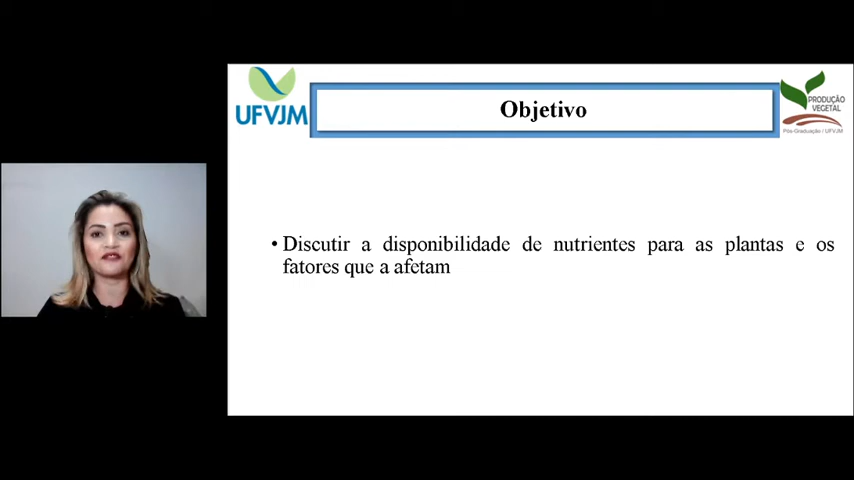 UFVJM
Objetivo
PRODUÇÃO
VEGETAL
Pós-Graduação / UFVJM
• Discutir a disponibilidade de nutrientes para as plantas e os
fatores que a afetam